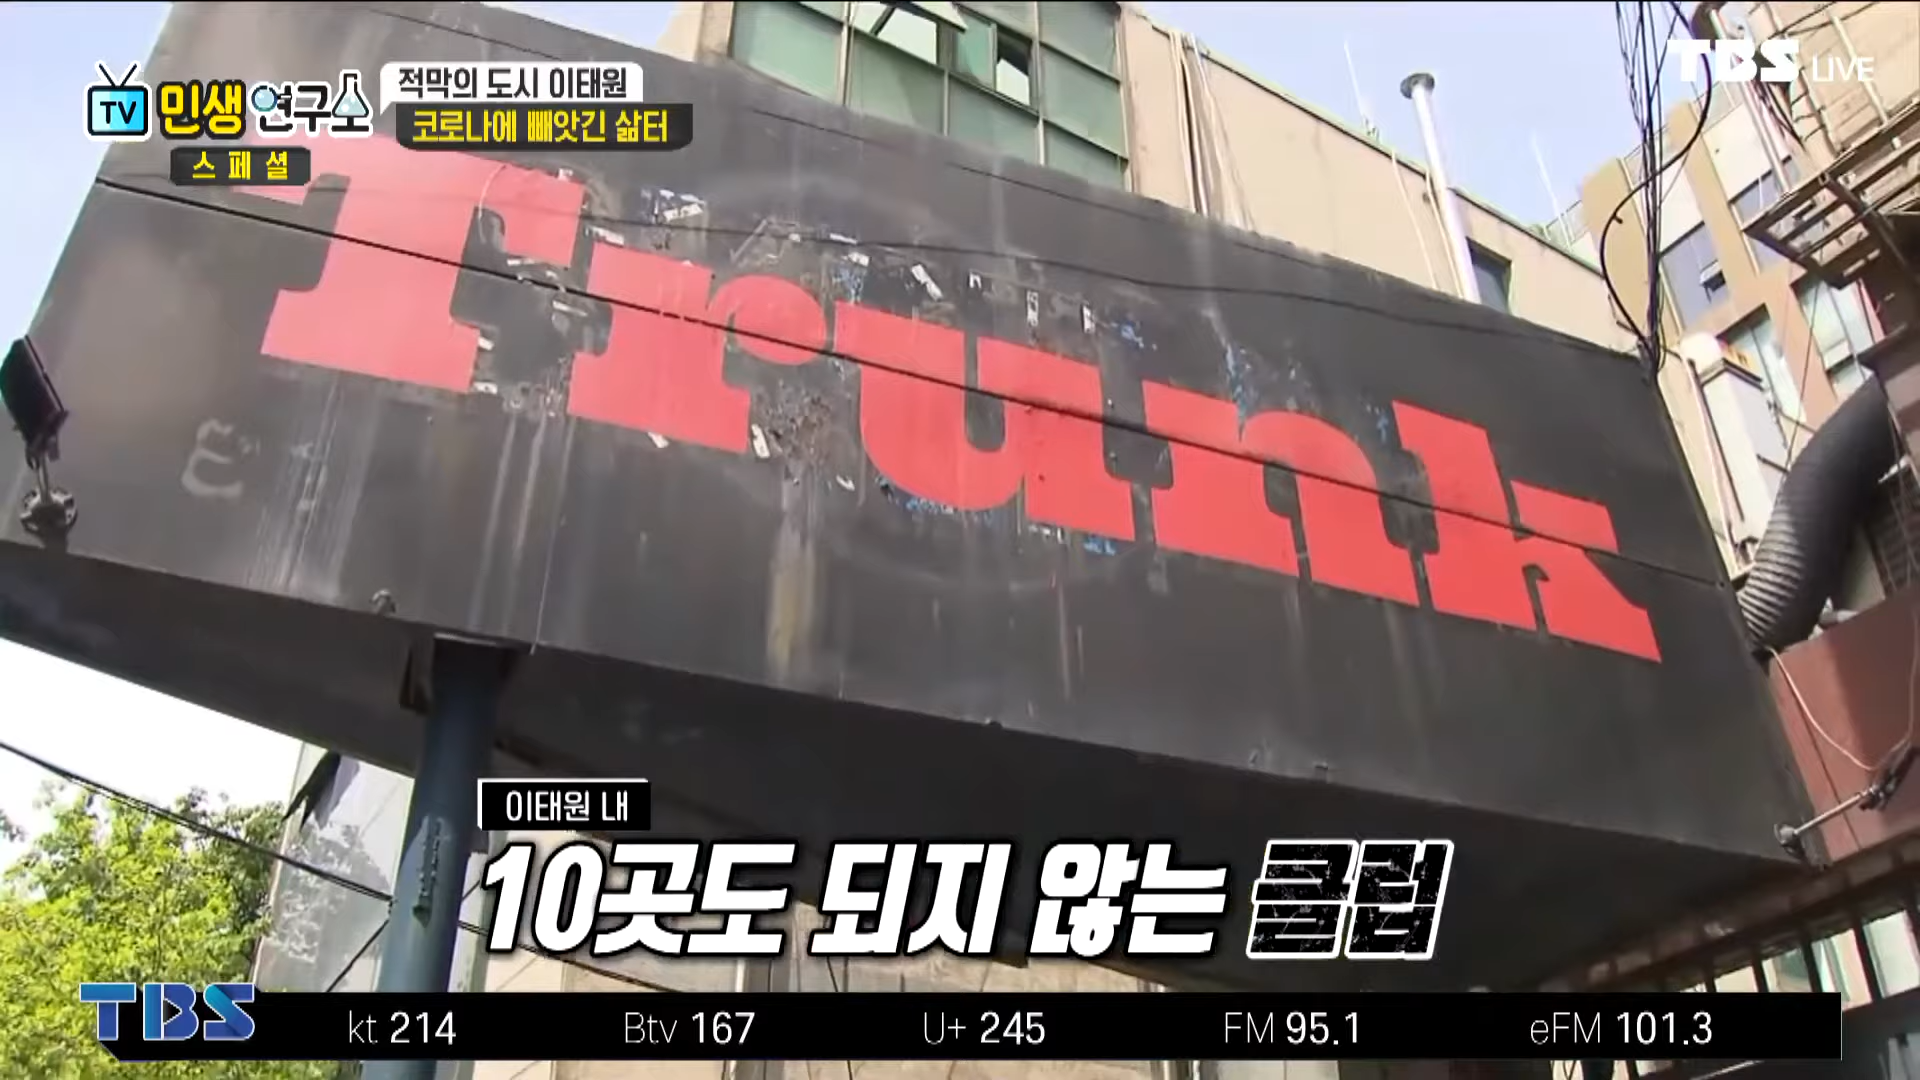 TV 민생연구소
스페셜
적막의 도시 이태원
코로나에 빼앗긴 삶터
TBS LIVE
Trunk
이태원 내
10곳도 되지 않는 클럽
TBS kt 214 Btv 167 U+ 245 FM 95.1 eFM 101.3